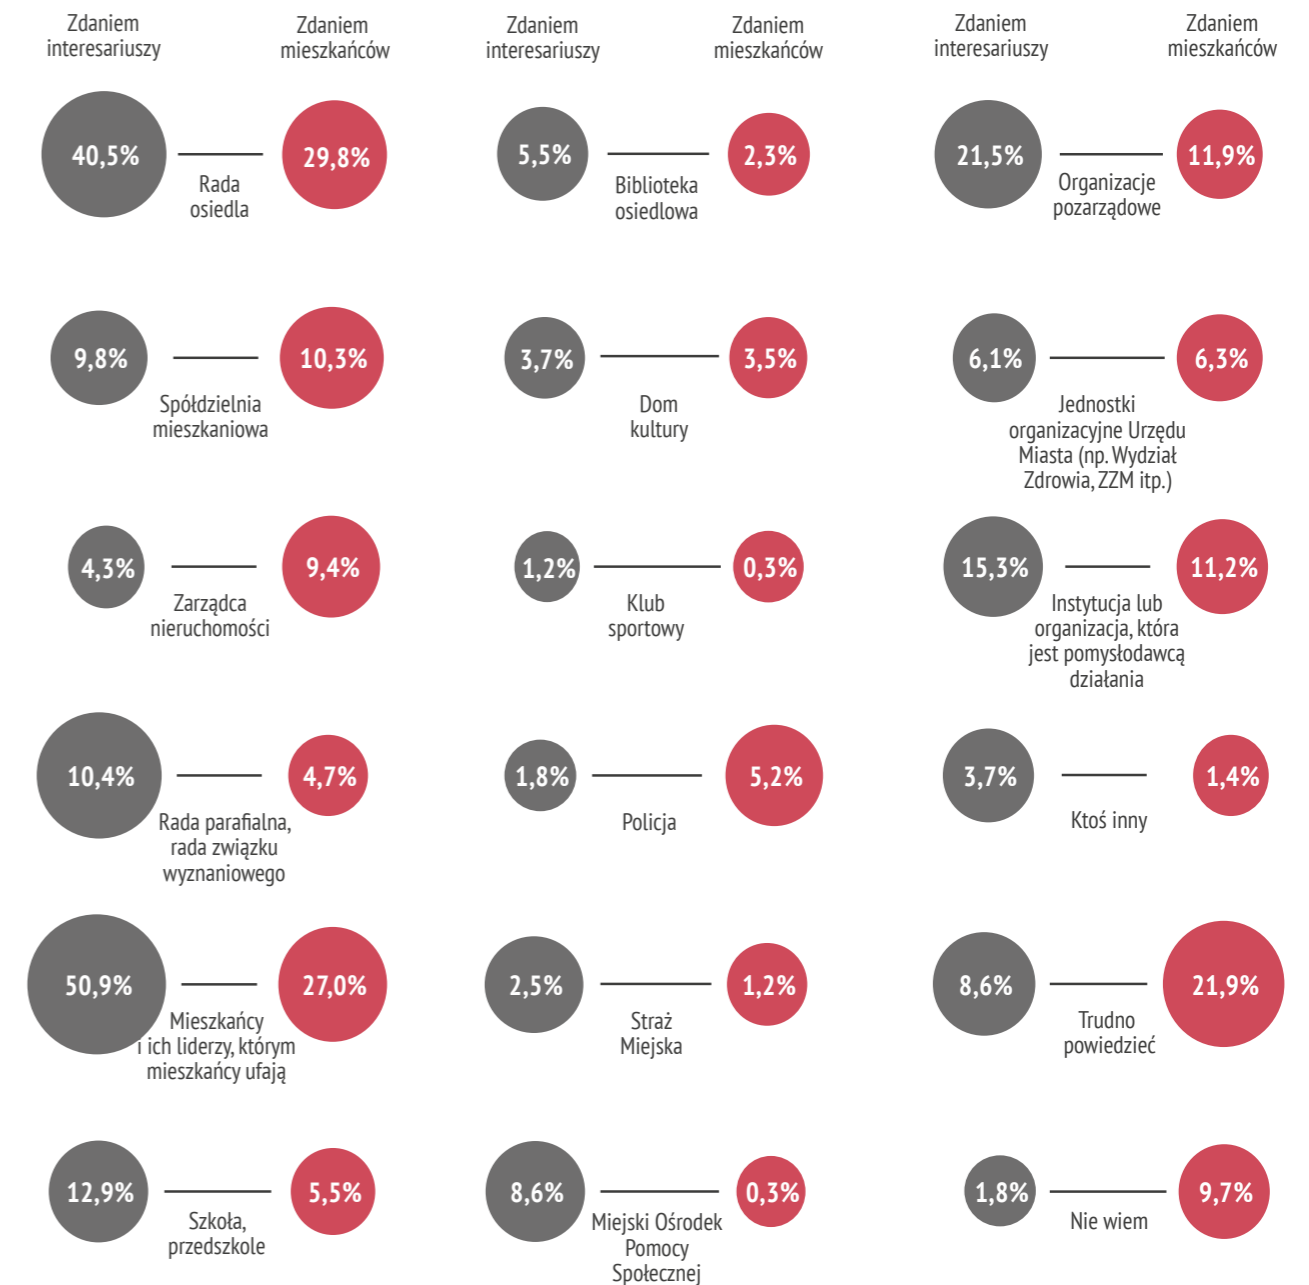 Zdaniem
interesariuszy
Zdaniem
mieszkańców
Zdaniem
interesariuszy
Zdaniem
mieszkańców
Zdaniem
interesariuszy
Zdaniem
mieszkańców
40,5%
29,8%
Rada
osiedla
5,5%
2,3%
Biblioteka
osiedlowa
21,5%
11,9%
Organizacje
pozarządowe
9,8%
10,3%
Spółdzielnia
mieszkaniowa
3,7%
3,5%
Dom
kultury
6,1%
6,3%
Jednostki
organizacyjne Urzędu
Miasta (np. Wydział
Zdrowia, ZZM itp.)
4,3%
9,4%
Zarządca
nieruchomości
1,2%
0,3%
Klub
sportowy
15,3%
11,2%
Instytucja lub
organizacja, która
jest pomysłodawcą
działania
10,4%
4,7%
Rada parafialna,
rada związku
wyznaniowego
1,8%
5,2%
Policja
3,7%
1,4%
Ktoś inny
50,9%
27,0%
Mieszkańcy
i ich liderzy, którym
mieszkańcy ufają
2,5%
1,2%
Straż
Miejska
8,6%
21,9%
Trudno
powiedzieć
12,9%
5,5%
Szkoła,
przedszkole
8,6%
0,3%
Miejski Ośrodek
Pomocy
Społecznej
1,8%
9,7%
Nie wiem